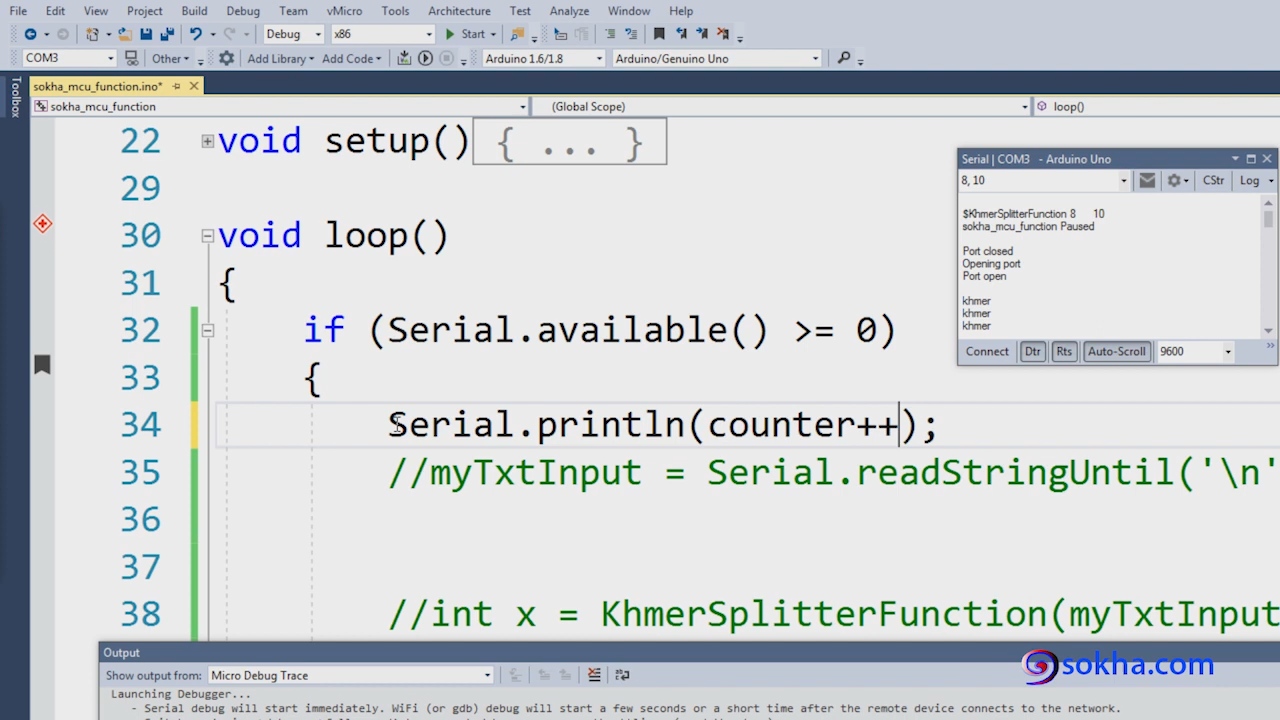 File Edit View Project Build Debug Team vMicro Tools Architecture Test Analyze Window Help
Debug x86 Start
COM3 Other Add Library Add Code Arduino 1.6/1.8 Arduino/Genuino Uno
Toolbox
sokha_mcu_function.ino*
sokha_mcu_function (Global Scope) loop()
22 void setup() { ... }
29
30 void loop()
31 {
32 if (Serial.available() >= 0)
33 {
34 Serial.println(counter++);
35 //myTxtInput = Serial.readStringUntil('\n'
36
37
38 //int x = KhmerSplitterFunction(myTxtInput
Serial | COM3 - Arduino Uno
8, 10 CStr Log
$KhmerSplitterFunction 8 10
sokha_mcu_function Paused
Port closed
Opening port
Port open
khmer
khmer
khmer
Connect Dtr Rts Auto-Scroll 9600
Output
Show output from: Micro Debug Trace
Launching Debugger...
- Serial debug will start immediately. WiFi (or gdb) debug will start a few seconds or a short time after the remote device connects to the network.
sokha.com